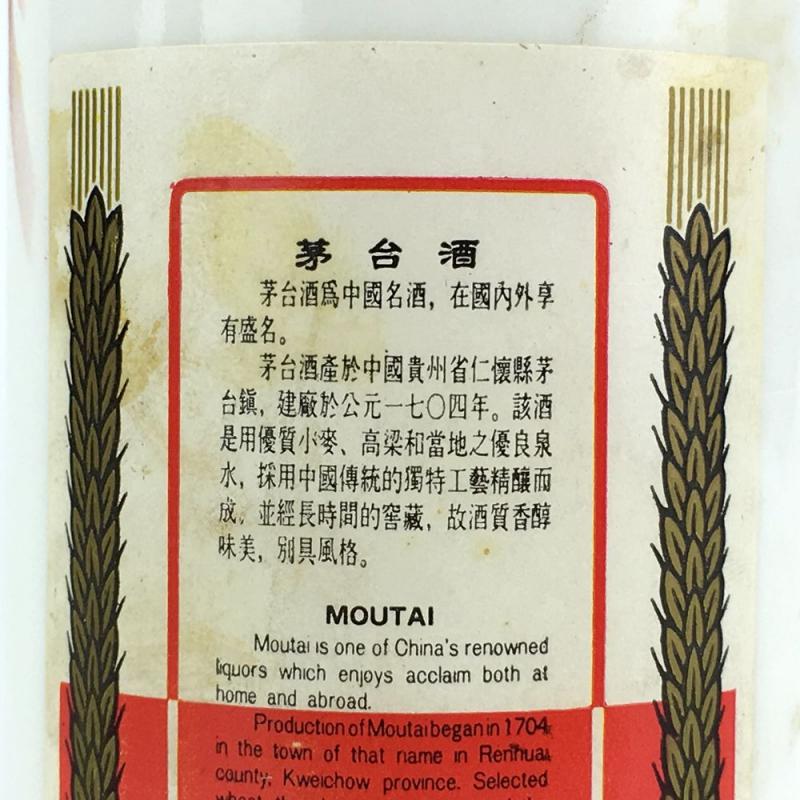 茅台酒
茅台酒爲中國名酒，在國內外享
有盛名。
茅台酒產於中國貴州省仁懷縣茅
台鎮，建廠於公元一七〇四年。該酒
是用優質小麥、高梁和當地之優良泉
水，採用中國傳統的獨特工藝精釀而
成。並經長時間的窖藏，故酒質香醇
味美，別具風格。
MOUTAI
Moutai is one of China's renowned
liquors which enjoys acclaim both at
home and abroad.
Production of Moutai began in 1704
in the town of that name in Renhuai
county, Kweichow province. Selected